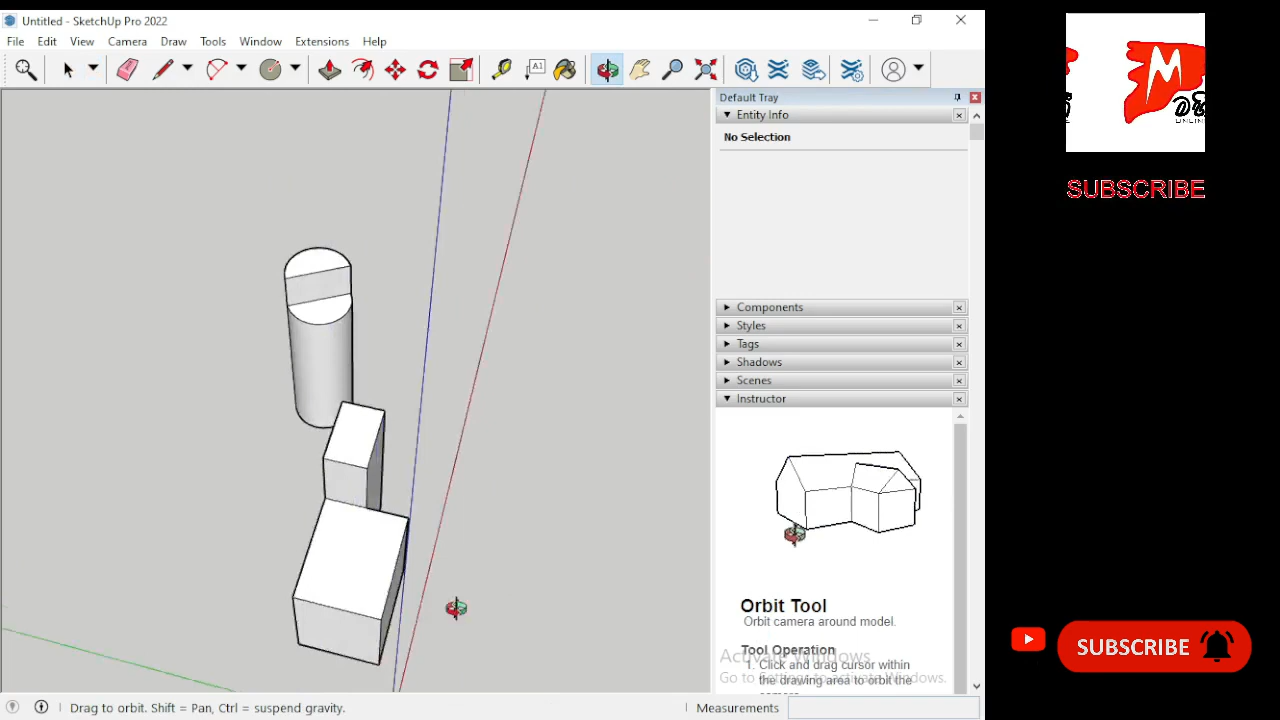 Untitled - SketchUp Pro 2022
File Edit View Camera Draw Tools Window Extensions Help
A1
Default Tray
Entity Info
No Selection
Components
Styles
Tags
Shadows
Scenes
Instructor
Orbit Tool
Orbit camera around model.
Tool Operation
1. Click and drag cursor within
the drawing area to orbit the
Activate Windows
Go to Settings to activate Windows.
Drag to orbit. Shift = Pan, Ctrl = suspend gravity.
Measurements
M
SUBSCRIBE
SUBSCRIBE